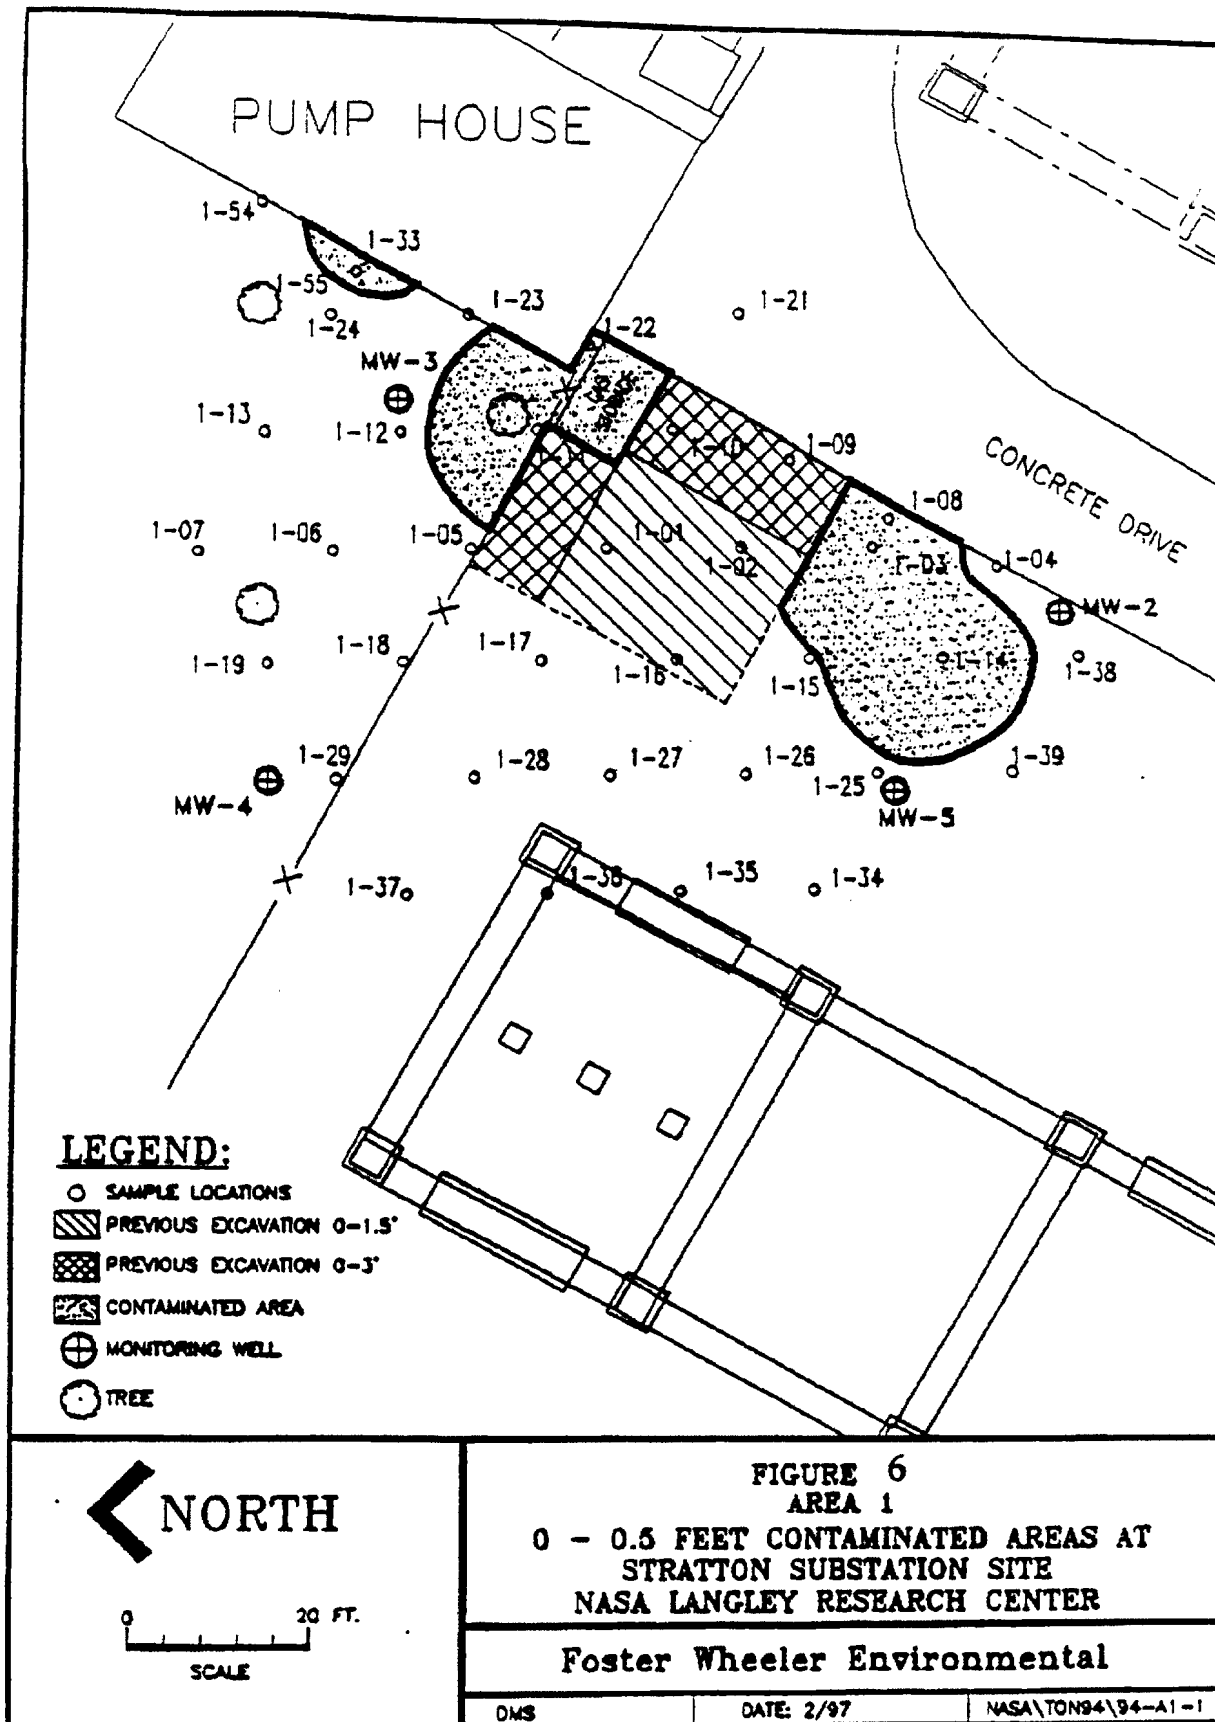 PUMP HOUSE
1-54
1-33
1-55
1-24
1-23
1-21
1-22
MW-3
GAS
STORAGE
1-13
1-12
1-10
1-09
CONCRETE DRIVE
1-08
1-07
1-06
1-05
1-01
1-02
1-03
1-04
MW-2
1-19
1-18
1-17
1-16
1-15
1-14
1-38
1-29
1-28
1-27
1-26
1-25
1-39
MW-4
MW-5
1-37
1-36
1-35
1-34
LEGEND:
SAMPLE LOCATIONS
PREVIOUS EXCAVATION 0-1.5'
PREVIOUS EXCAVATION 0-3'
CONTAMINATED AREA
MONITORING WELL
TREE
NORTH
0 20 FT.
SCALE
FIGURE 6
AREA 1
0 - 0.5 FEET CONTAMINATED AREAS AT
STRATTON SUBSTATION SITE
NASA LANGLEY RESEARCH CENTER
Foster Wheeler Environmental
DMS DATE: 2/97 NASA\TON94\94-A1-1